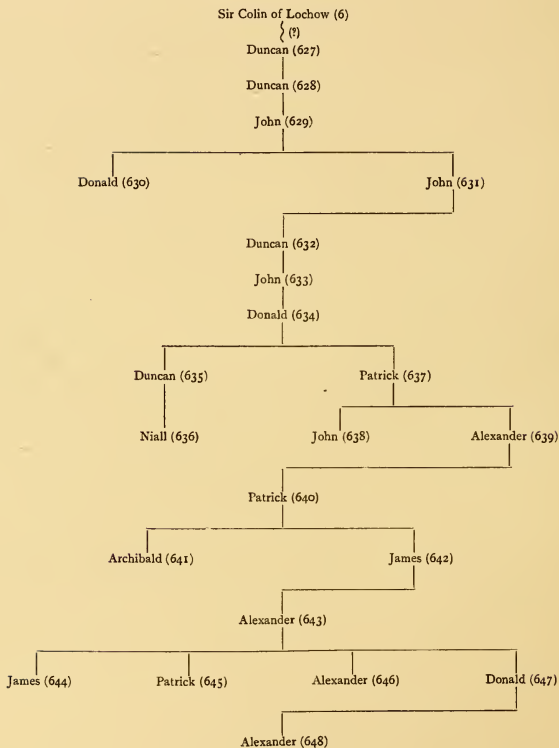 Sir Colin of Lochow (6)
(?)
Duncan (627)
Duncan (628)
John (629)
Donald (630) John (631)
Duncan (632)
John (633)
Donald (634)
Duncan (635) Patrick (637)
Niall (636) John (638) Alexander (639)
Patrick (640)
Archibald (641) James (642)
Alexander (643)
James (644) Patrick (645) Alexander (646) Donald (647)
Alexander (648)